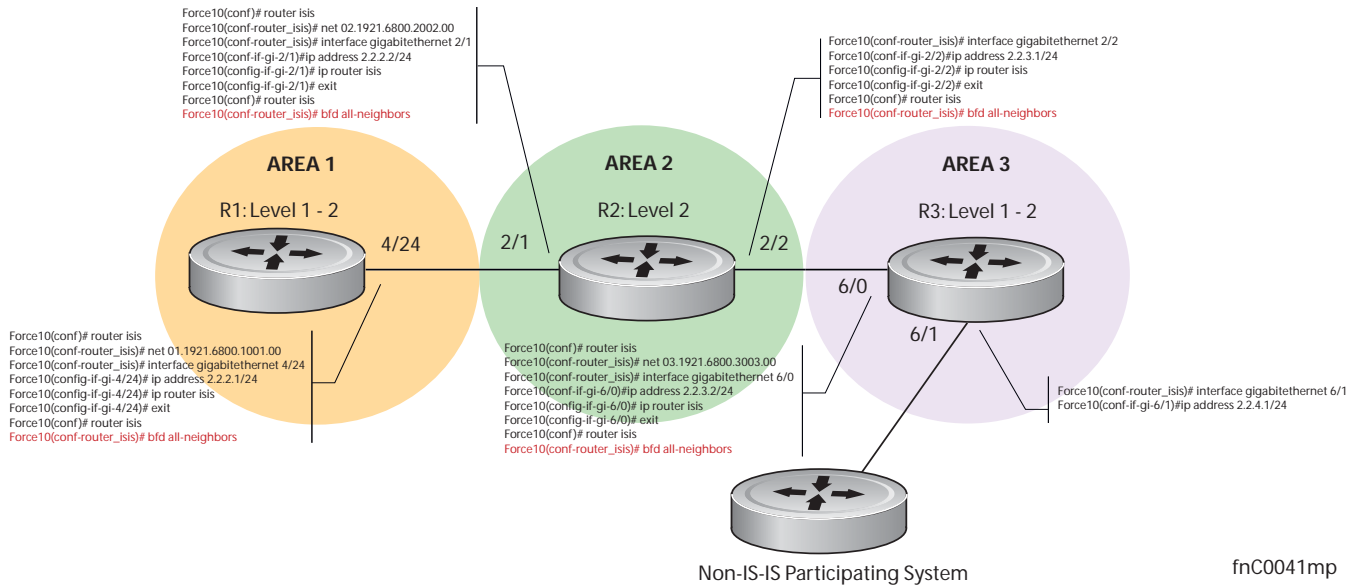 Force10(conf)# router isis
Force10(conf-router_isis)# net 02.1921.6800.2002.00
Force10(conf-router_isis)# interface gigabitethernet 2/1
Force10(conf-if-gi-2/1)#ip address 2.2.2.2/24
Force10(config-if-gi-2/1)# ip router isis
Force10(config-if-gi-2/1)# exit
Force10(conf)# router isis
Force10(conf-router_isis)# bfd all-neighbors
Force10(conf-router_isis)# interface gigabitethernet 2/2
Force10(conf-if-gi-2/2)#ip address 2.2.3.1/24
Force10(config-if-gi-2/2)# ip router isis
Force10(config-if-gi-2/2)# exit
Force10(conf)# router isis
Force10(conf-router_isis)# bfd all-neighbors
AREA 1
AREA 2
AREA 3
R1: Level 1 - 2
R2: Level 2
R3: Level 1 - 2
4/24
2/1
2/2
6/0
6/1
Force10(conf)# router isis
Force10(conf-router_isis)# net 01.1921.6800.1001.00
Force10(conf-router_isis)# interface gigabitethernet 4/24
Force10(config-if-gi-4/24)# ip address 2.2.2.1/24
Force10(config-if-gi-4/24)# ip router isis
Force10(config-if-gi-4/24)# exit
Force10(conf)# router isis
Force10(conf-router_isis)# bfd all-neighbors
Force10(conf)# router isis
Force10(conf-router_isis)# net 03.1921.6800.3003.00
Force10(conf-router_isis)# interface gigabitethernet 6/0
Force10(conf-if-gi-6/0)#ip address 2.2.3.2/24
Force10(config-if-gi-6/0)# ip router isis
Force10(config-if-gi-6/0)# exit
Force10(conf)# router isis
Force10(conf-router_isis)# bfd all-neighbors
Force10(conf-router_isis)# interface gigabitethernet 6/1
Force10(conf-if-gi-6/1)#ip address 2.2.4.1/24
Non-IS-IS Participating System
fnC0041mp